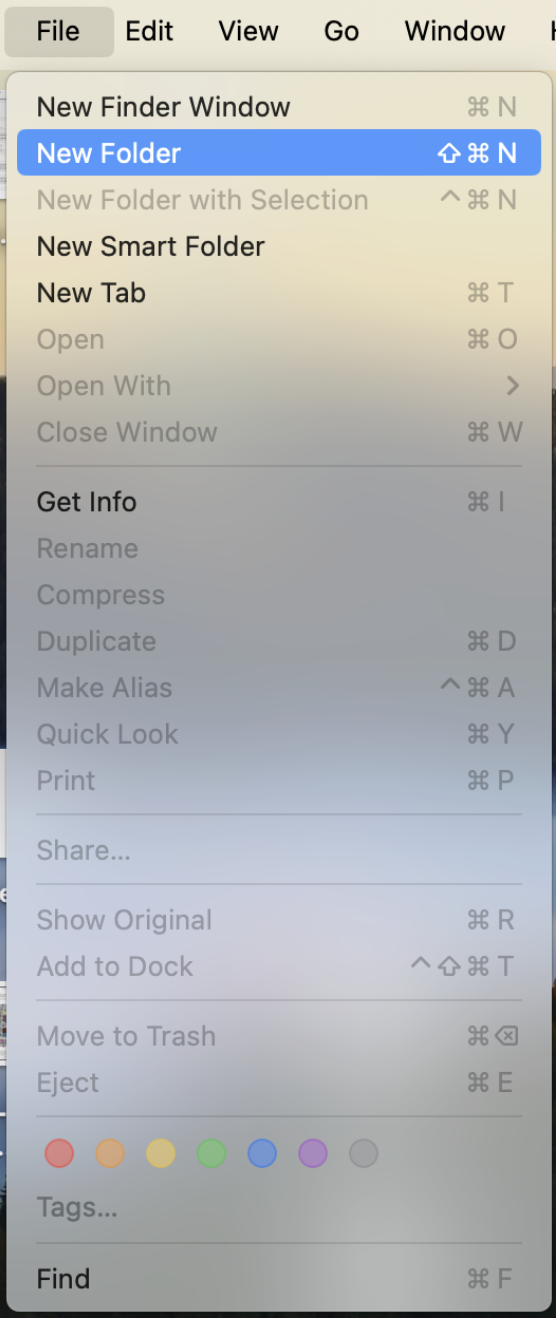 File Edit View Go Window
New Finder Window ⌘ N
New Folder ⇧ ⌘ N
New Folder with Selection ^ ⌘ N
New Smart Folder
New Tab ⌘ T
Open ⌘ O
Open With >
Close Window ⌘ W
Get Info ⌘ I
Rename
Compress
Duplicate ⌘ D
Make Alias ^ ⌘ A
Quick Look ⌘ Y
Print ⌘ P
Share...
Show Original ⌘ R
Add to Dock ^ ⇧ ⌘ T
Move to Trash ⌘ ⌫
Eject ⌘ E
Tags...
Find ⌘ F